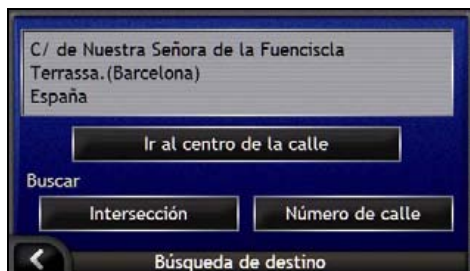 C/ de Nuestra Señora de la Fuenciscla
Terrassa.(Barcelona)
España
Ir al centro de la calle
Buscar
Intersección Número de calle
Búsqueda de destino